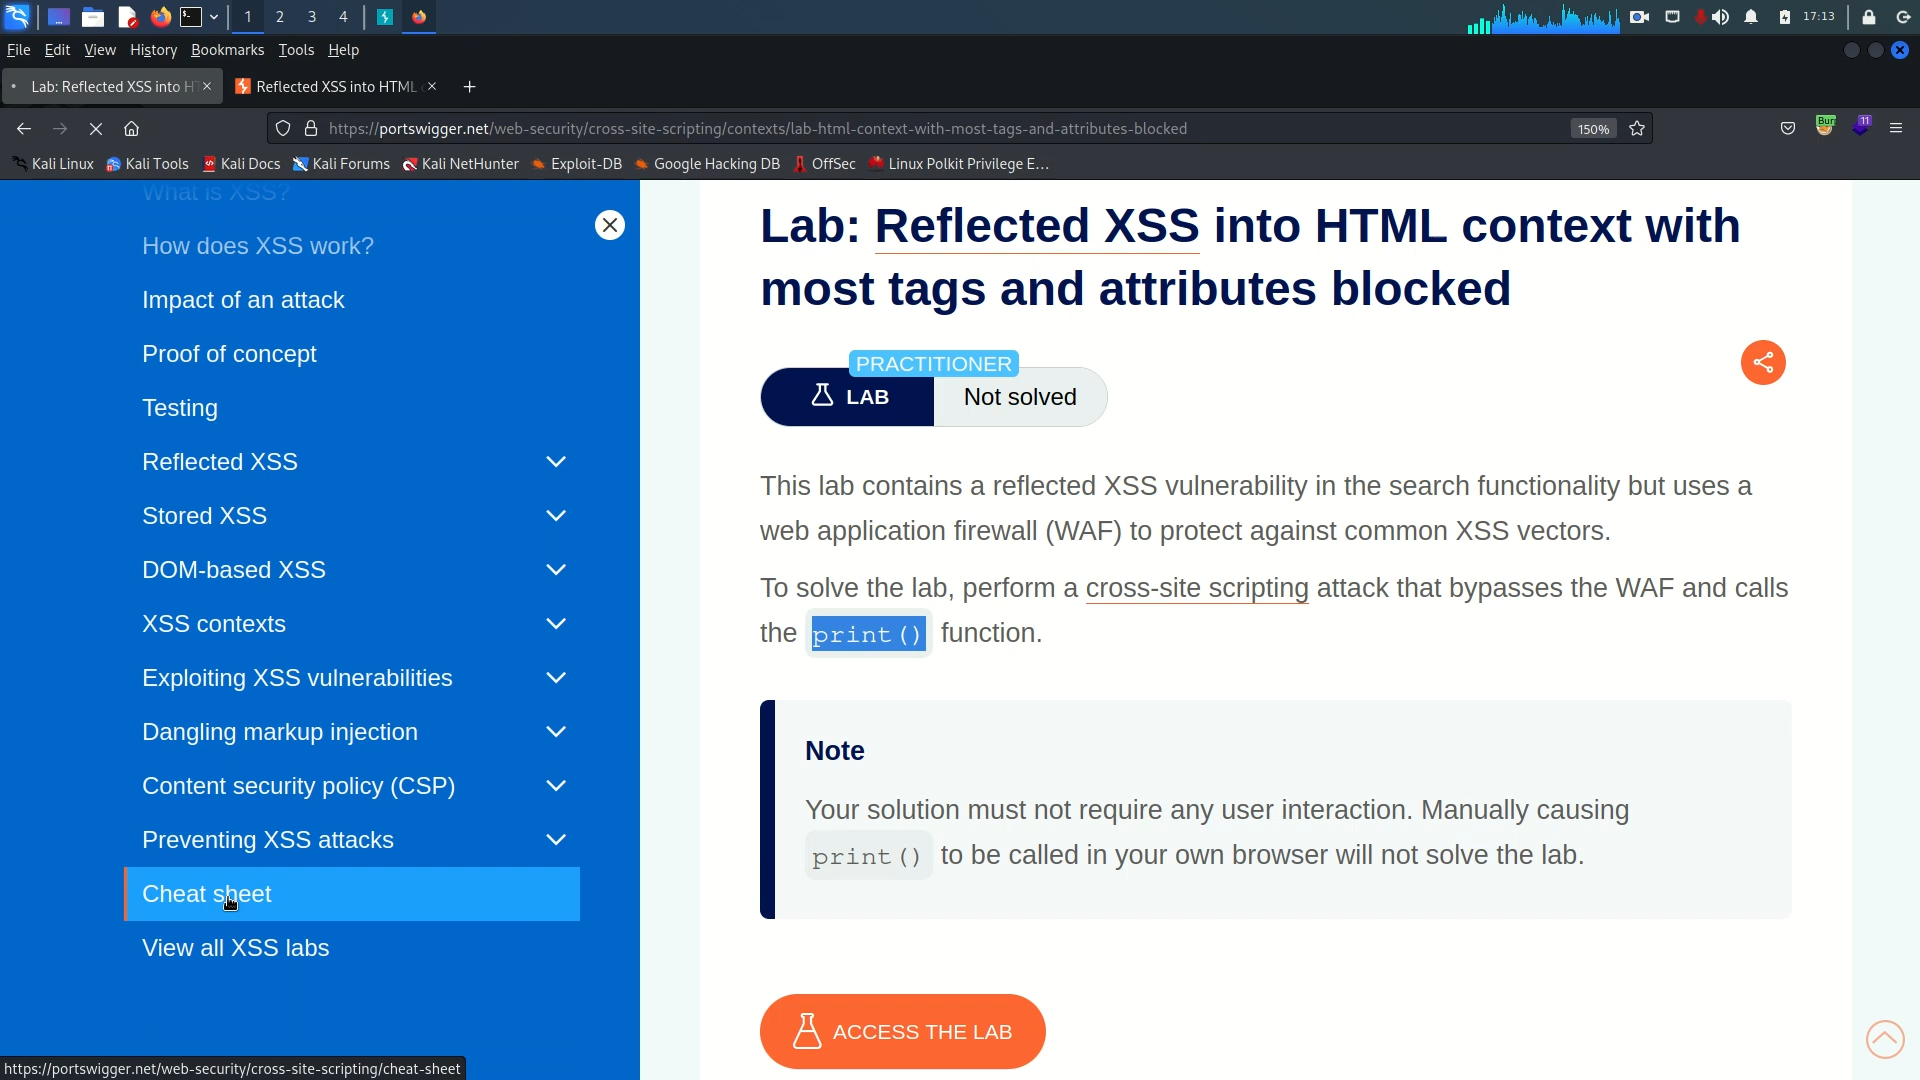 1 2 3 4
17:13
File Edit View History Bookmarks Tools Help
Lab: Reflected XSS into H
Reflected XSS into HTML
https://portswigger.net/web-security/cross-site-scripting/contexts/lab-html-context-with-most-tags-and-attributes-blocked
150%
Bur
11
Kali Linux Kali Tools Kali Docs Kali Forums Kali NetHunter Exploit-DB Google Hacking DB OffSec Linux Polkit Privilege E...
What is XSS?
How does XSS work?
Impact of an attack
Proof of concept
Testing
Reflected XSS
Stored XSS
DOM-based XSS
XSS contexts
Exploiting XSS vulnerabilities
Dangling markup injection
Content security policy (CSP)
Preventing XSS attacks
Cheat sheet
View all XSS labs
https://portswigger.net/web-security/cross-site-scripting/cheat-sheet
Lab: Reflected XSS into HTML context with
most tags and attributes blocked
PRACTITIONER
LAB Not solved
This lab contains a reflected XSS vulnerability in the search functionality but uses a
web application firewall (WAF) to protect against common XSS vectors.
To solve the lab, perform a cross-site scripting attack that bypasses the WAF and calls
the print() function.
Note
Your solution must not require any user interaction. Manually causing
print() to be called in your own browser will not solve the lab.
ACCESS THE LAB